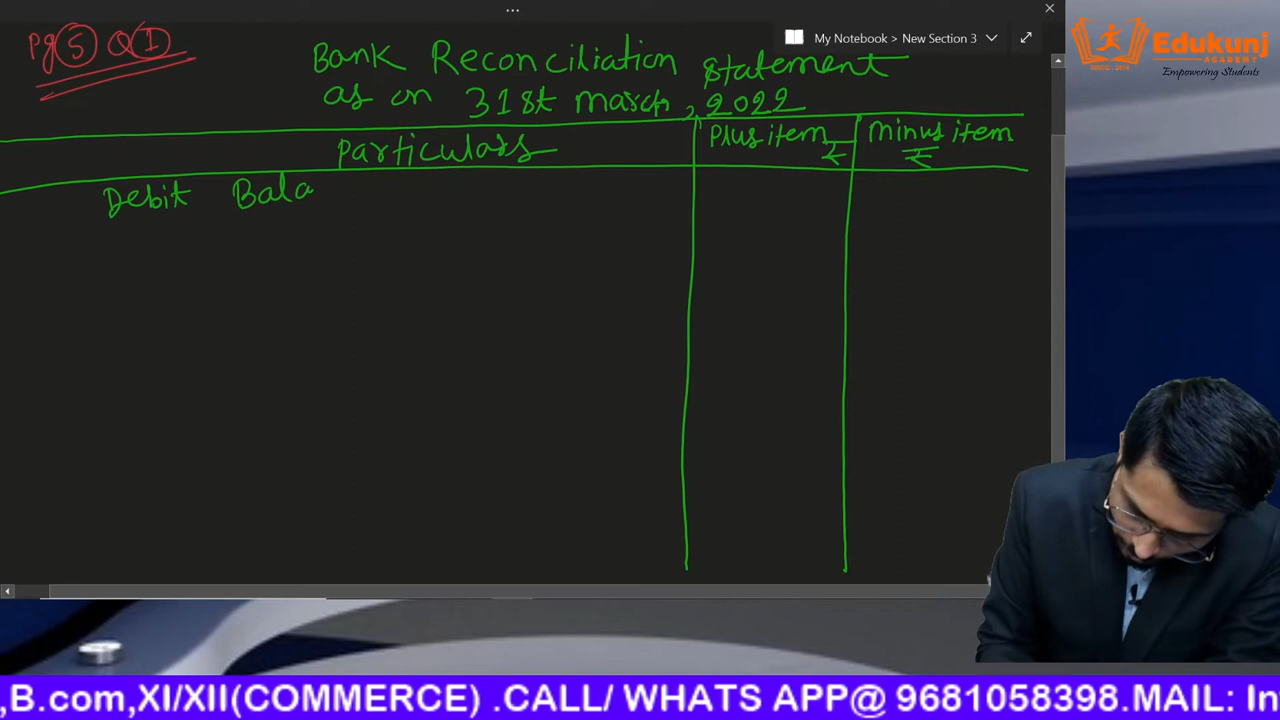 ...
My Notebook > New Section 3
Edukunj
ACADEMY
Empowering Students
Pg 5 Q 1
Bank Reconciliation statement
as on 31st march, 2022
Particulars Plus item ₹ Minus item ₹
Debit Bala
,B.com,XI/XII(COMMERCE) .CALL/ WHATS APP@ 9681058398.MAIL: In